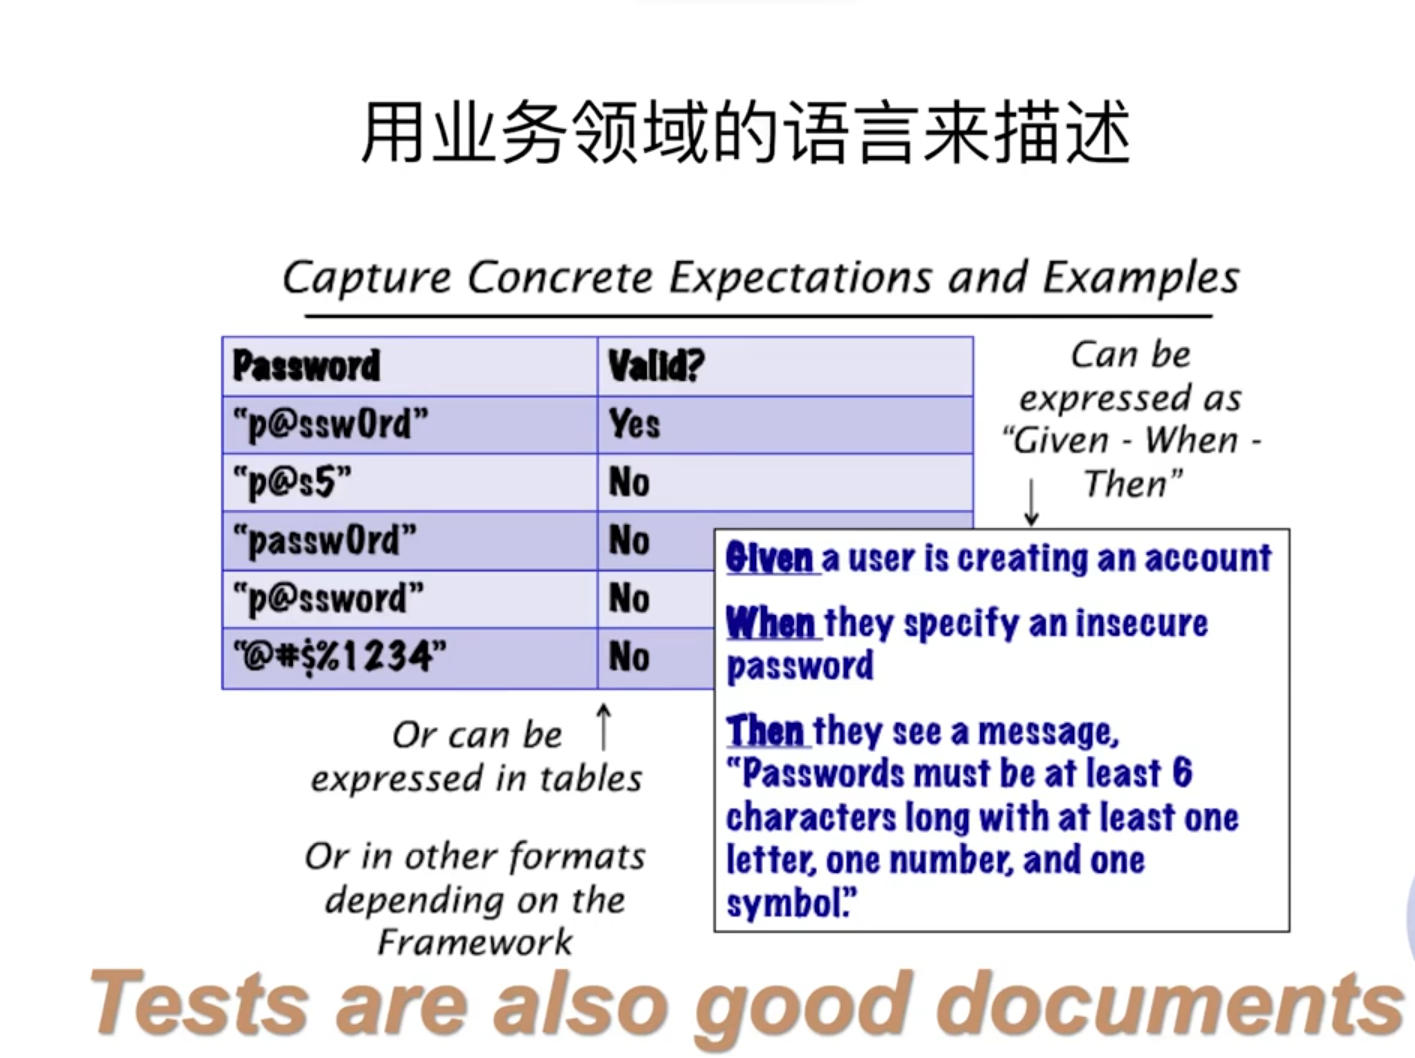 用业务领域的语言来描述
Capture Concrete Expectations and Examples
Password Valid?
“p@ssw0rd” Yes
“p@s5” No
“passw0rd” No
“p@ssword” No
“@#$%1234” No
Can be
expressed as
“Given - When -
Then”
Given a user is creating an account
When they specify an insecure
password
Then they see a message,
“Passwords must be at least 6
characters long with at least one
letter, one number, and one
symbol.”
Or can be
expressed in tables
Or in other formats
depending on the
Framework
Tests are also good documents